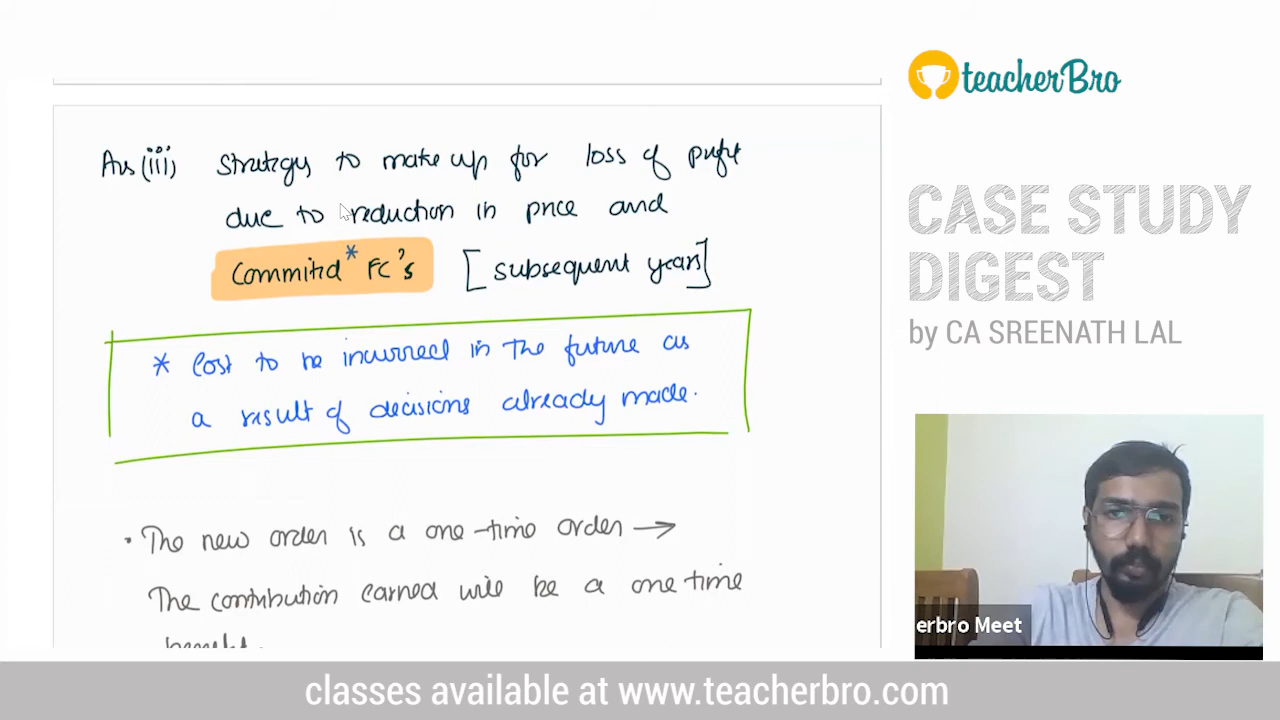 Ans (iii) Strategy to make up for loss of profit
due to reduction in price and
Commited* FC's [subsequent years]
* Cost to be incurred in the future as
a result of decisions already made.
• The new order is a one-time order →
The contribution earned will be a one time
benefit.
teacherBro
CASE STUDY
DIGEST
by CA SREENATH LAL
erbro Meet
classes available at www.teacherbro.com